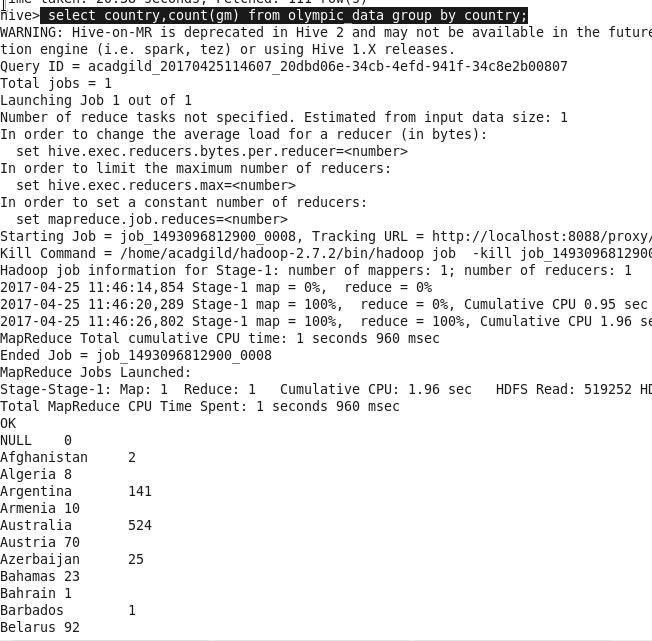 Time taken: 20.58 seconds, Fetched: 111 row(s)
hive> select country,count(gm) from olympic_data group by country;
WARNING: Hive-on-MR is deprecated in Hive 2 and may not be available in the future
tion engine (i.e. spark, tez) or using Hive 1.X releases.
Query ID = acadgild_20170425114607_20dbd06e-34cb-4efd-941f-34c8e2b00807
Total jobs = 1
Launching Job 1 out of 1
Number of reduce tasks not specified. Estimated from input data size: 1
In order to change the average load for a reducer (in bytes):
  set hive.exec.reducers.bytes.per.reducer=<number>
In order to limit the maximum number of reducers:
  set hive.exec.reducers.max=<number>
In order to set a constant number of reducers:
  set mapreduce.job.reduces=<number>
Starting Job = job_1493096812900_0008, Tracking URL = http://localhost:8088/proxy/
Kill Command = /home/acadgild/hadoop-2.7.2/bin/hadoop job  -kill job_1493096812900
Hadoop job information for Stage-1: number of mappers: 1; number of reducers: 1
2017-04-25 11:46:14,854 Stage-1 map = 0%,  reduce = 0%
2017-04-25 11:46:20,289 Stage-1 map = 100%,  reduce = 0%, Cumulative CPU 0.95 sec
2017-04-25 11:46:26,802 Stage-1 map = 100%,  reduce = 100%, Cumulative CPU 1.96 se
MapReduce Total cumulative CPU time: 1 seconds 960 msec
Ended Job = job_1493096812900_0008
MapReduce Jobs Launched:
Stage-Stage-1: Map: 1  Reduce: 1   Cumulative CPU: 1.96 sec   HDFS Read: 519252 HD
Total MapReduce CPU Time Spent: 1 seconds 960 msec
OK
NULL    0
Afghanistan     2
Algeria 8
Argentina       141
Armenia 10
Australia       524
Austria 70
Azerbaijan      25
Bahamas 23
Bahrain 1
Barbados        1
Belarus 92